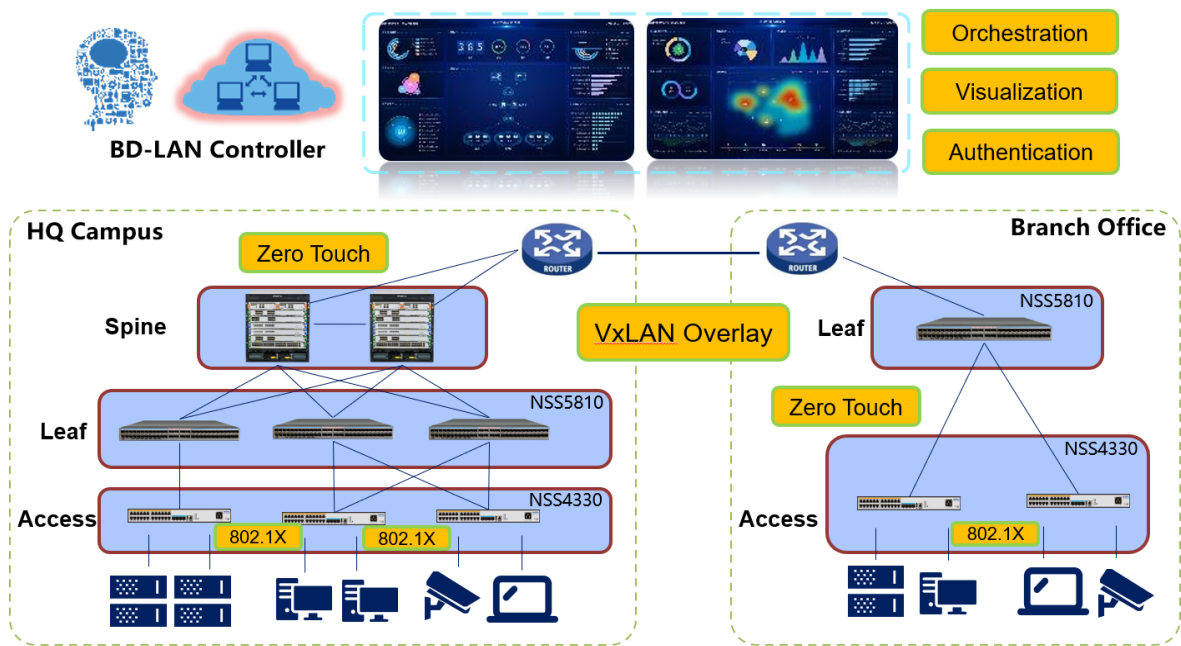 Orchestration
Visualization
Authentication
BD-LAN Controller
365
HQ Campus
Branch Office
Zero Touch
ROUTER
ROUTER
Spine
VxLAN Overlay
NSS5810
Leaf
NSS5810
Leaf
Zero Touch
NSS4330
NSS4330
Access
Access
802.1X
802.1X
802.1X